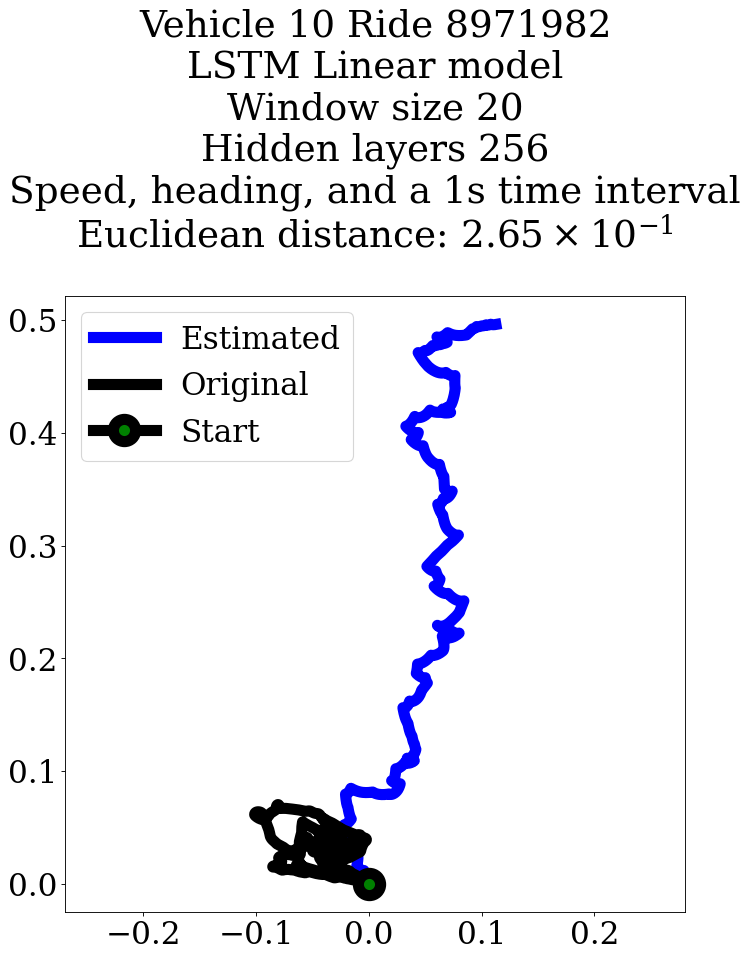 Vehicle 10 Ride 8971982
LSTM Linear model
Window size 20
Hidden layers 256
Speed, heading, and a 1s time interval
Euclidean distance: 2.65 × 10⁻¹
Estimated
Original
Start
0.5
0.4
0.3
0.2
0.1
0.0
−0.2 −0.1 0.0 0.1 0.2